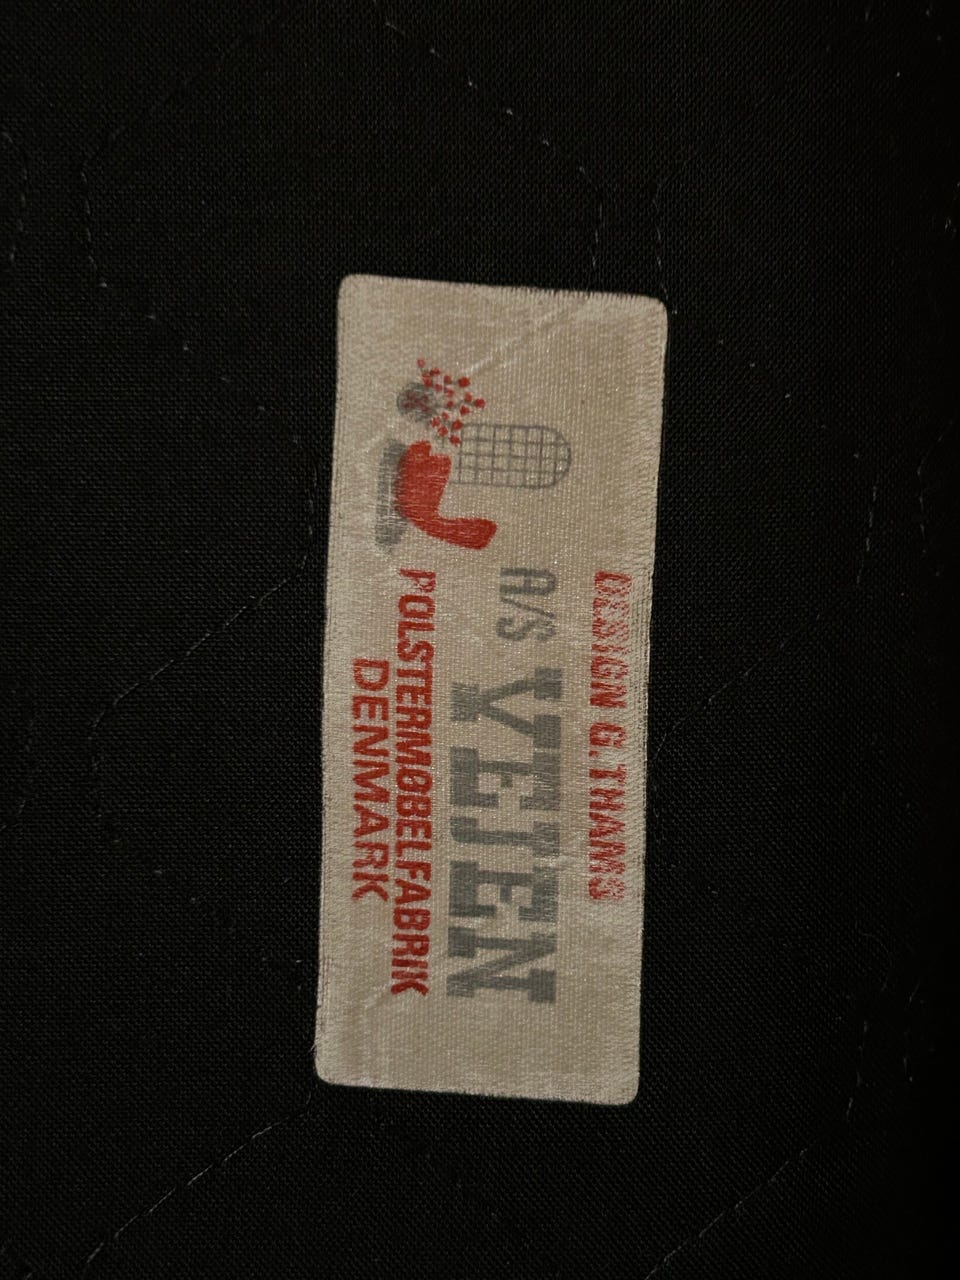 DESIGN G. THAMS
A/S VEJEN
POLSTERMØBELFABRIK
DENMARK